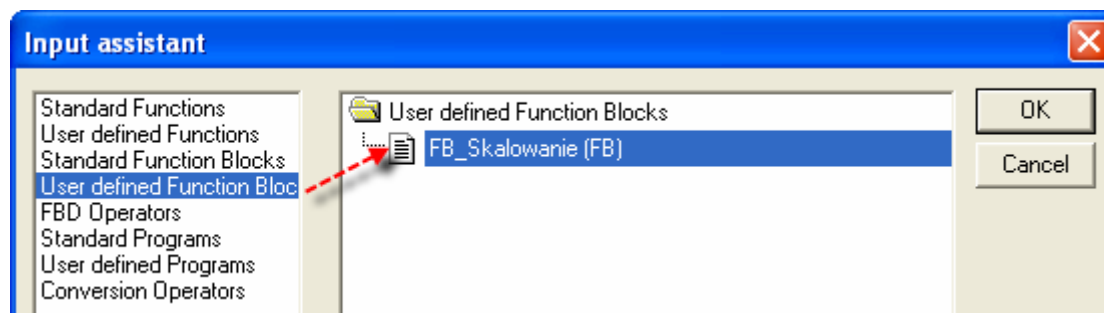 Input assistant
Standard Functions
User defined Functions
Standard Function Blocks
User defined Function Bloc
FBD Operators
Standard Programs
User defined Programs
Conversion Operators
User defined Function Blocks
FB_Skalowanie (FB)
OK
Cancel